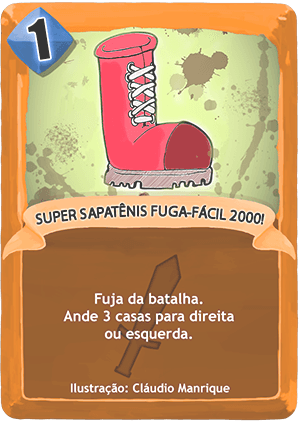 1
SUPER SAPATÊNIS FUGA-FÁCIL 2000!
Fuja da batalha.
Ande 3 casas para direita
ou esquerda.
Ilustração: Cláudio Manrique